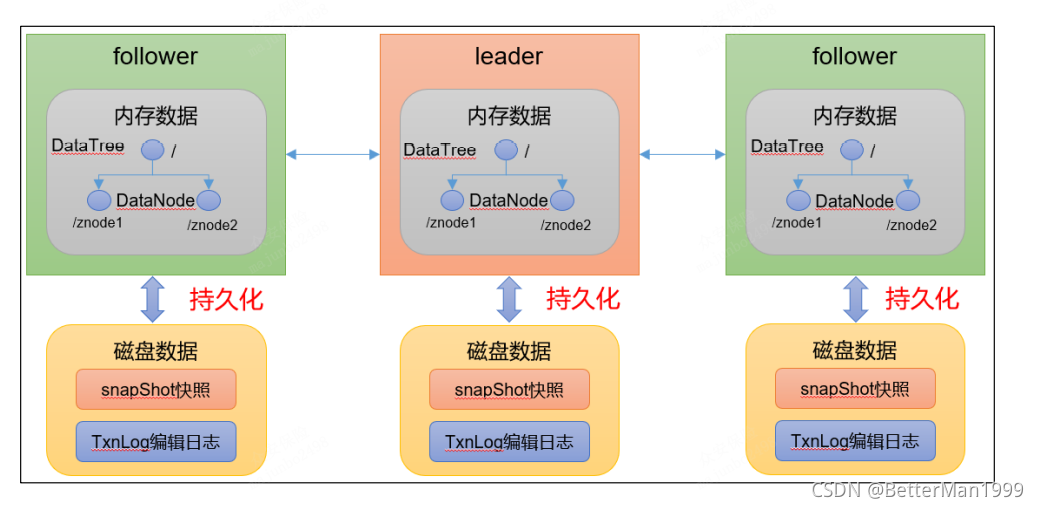 follower
内存数据
DataTree
/
DataNode
/znode1
/znode2
持久化
磁盘数据
snapShot快照
TxnLog编辑日志
leader
内存数据
DataTree
/
DataNode
/znode1
/znode2
持久化
磁盘数据
snapShot快照
TxnLog编辑日志
follower
内存数据
DataTree
/
DataNode
/znode1
/znode2
持久化
磁盘数据
snapShot快照
TxnLog编辑日志
CSDN @BetterMan1999